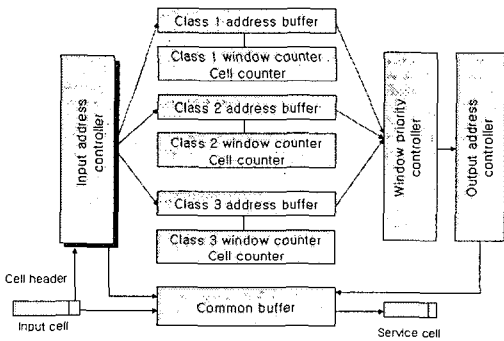 Class 1 address buffer
Class 1 window counter
Cell counter
Class 2 address buffer
Class 2 window counter
Cell counter
Class 3 address buffer
Class 3 window counter
Cell counter
Input address
controller
Window priority
controller
Output address
controller
Cell header
Input cell
Common buffer
Service cell